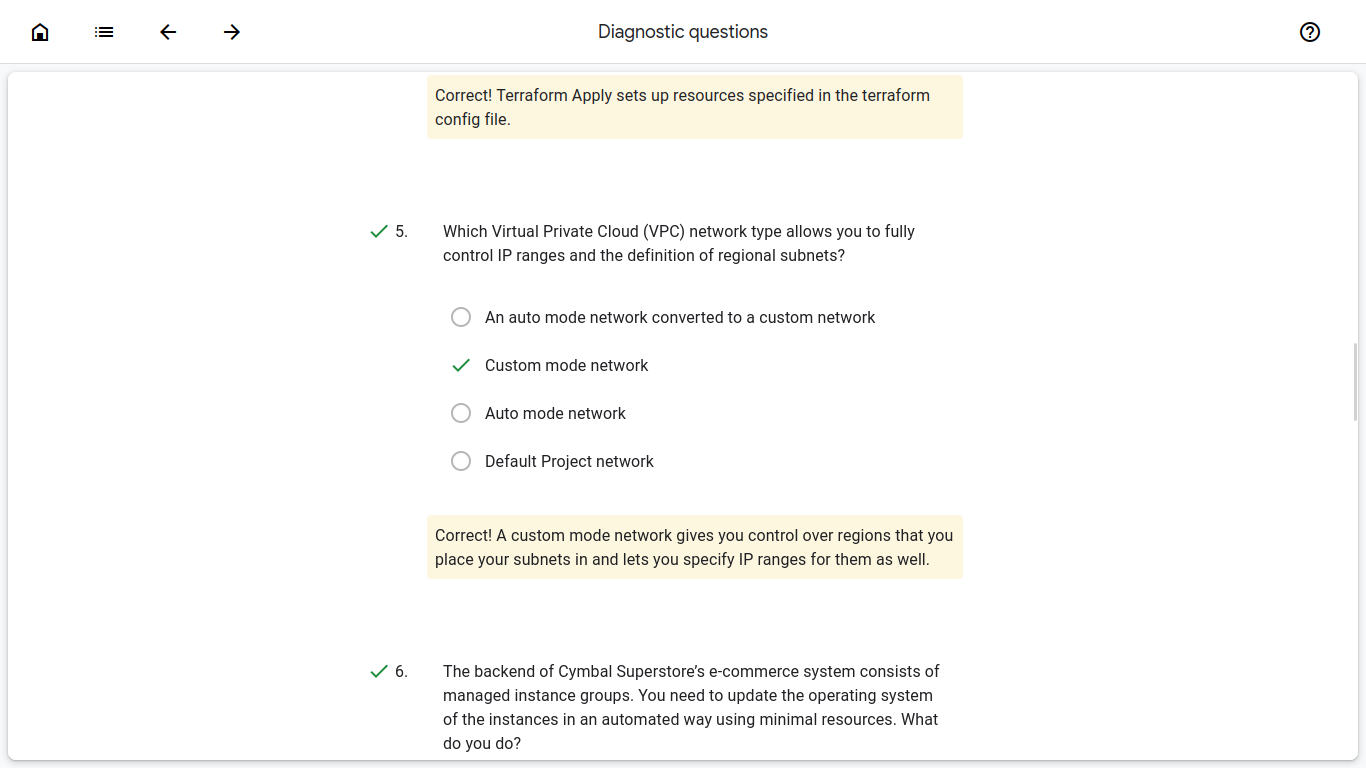 Diagnostic questions
Correct! Terraform Apply sets up resources specified in the terraform
config file.
5. Which Virtual Private Cloud (VPC) network type allows you to fully
control IP ranges and the definition of regional subnets?
An auto mode network converted to a custom network
Custom mode network
Auto mode network
Default Project network
Correct! A custom mode network gives you control over regions that you
place your subnets in and lets you specify IP ranges for them as well.
6. The backend of Cymbal Superstore’s e-commerce system consists of
managed instance groups. You need to update the operating system
of the instances in an automated way using minimal resources. What
do you do?